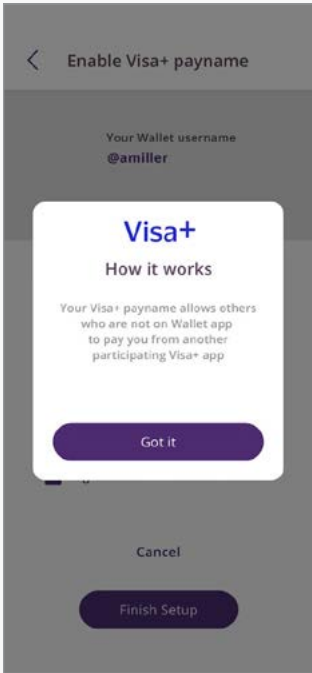 Enable Visa+ payname
Your Wallet username
@amiller
Visa+
How it works
Your Visa+ payname allows others
who are not on Wallet app
to pay you from another
participating Visa+ app
Got it
Cancel
Finish Setup